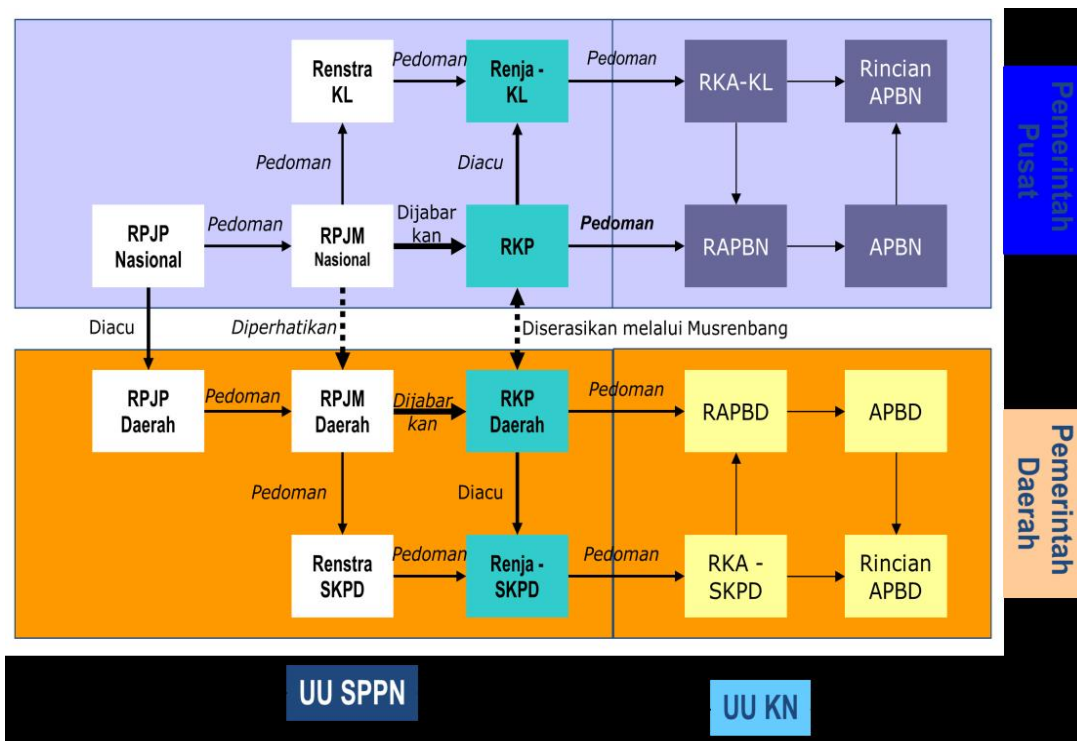 Renstra
KL
Pedoman
Renja -
KL
Pedoman
RKA-KL
Rincian
APBN
Pemerintah
Pusat
Pedoman
Diacu
RPJP
Nasional
Pedoman
RPJM
Nasional
Dijabar
kan
RKP
Pedoman
RAPBN
APBN
Diacu
Diperhatikan
Diserasikan melalui Musrenbang
RPJP
Daerah
Pedoman
RPJM
Daerah
Dijabar
kan
RKP
Daerah
Pedoman
RAPBD
APBD
Pemerintah
Daerah
Pedoman
Diacu
Renstra
SKPD
Pedoman
Renja -
SKPD
Pedoman
RKA -
SKPD
Rincian
APBD
UU SPPN
UU KN